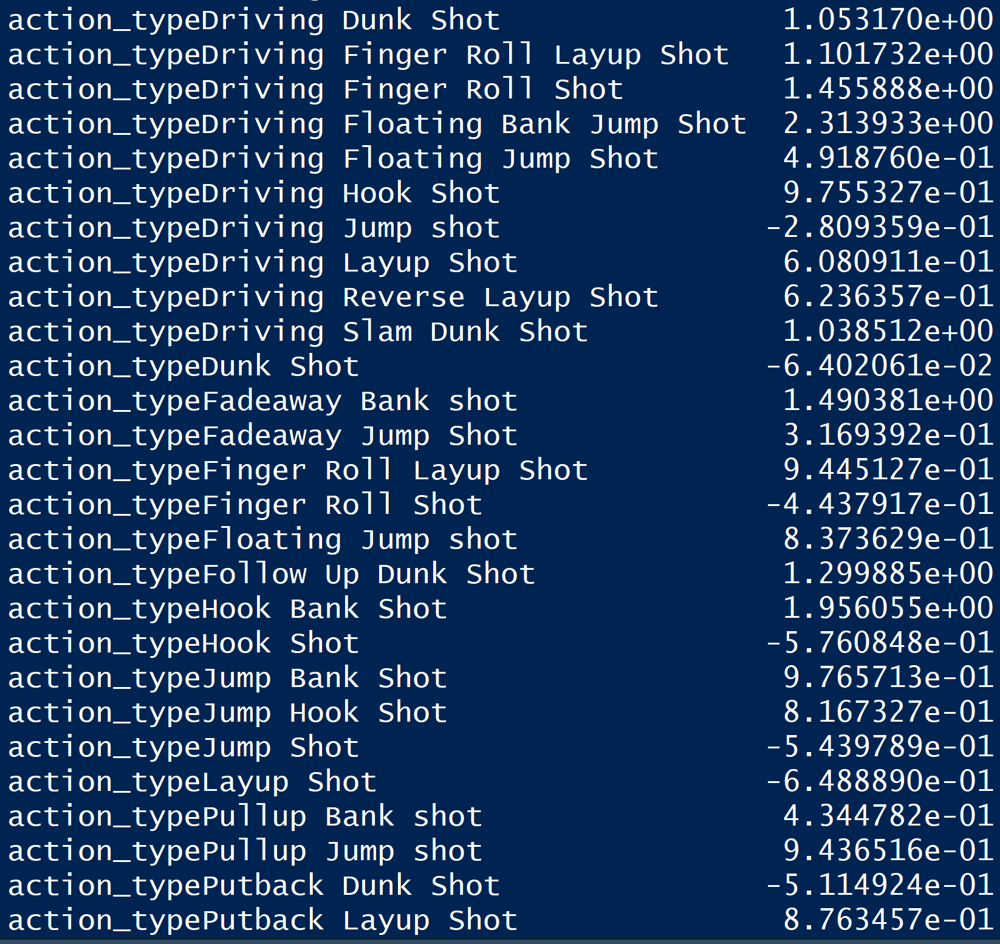 action_typeDriving Dunk Shot 1.053170e+00
action_typeDriving Finger Roll Layup Shot 1.101732e+00
action_typeDriving Finger Roll Shot 1.455888e+00
action_typeDriving Floating Bank Jump Shot 2.313933e+00
action_typeDriving Floating Jump Shot 4.918760e-01
action_typeDriving Hook Shot 9.755327e-01
action_typeDriving Jump shot -2.809359e-01
action_typeDriving Layup Shot 6.080911e-01
action_typeDriving Reverse Layup Shot 6.236357e-01
action_typeDriving Slam Dunk Shot 1.038512e+00
action_typeDunk Shot -6.402061e-02
action_typeFadeaway Bank shot 1.490381e+00
action_typeFadeaway Jump Shot 3.169392e-01
action_typeFinger Roll Layup Shot 9.445127e-01
action_typeFinger Roll Shot -4.437917e-01
action_typeFloating Jump shot 8.373629e-01
action_typeFollow Up Dunk Shot 1.299885e+00
action_typeHook Bank Shot 1.956055e+00
action_typeHook Shot -5.760848e-01
action_typeJump Bank Shot 9.765713e-01
action_typeJump Hook Shot 8.167327e-01
action_typeJump Shot -5.439789e-01
action_typeLayup Shot -6.488890e-01
action_typePullup Bank shot 4.344782e-01
action_typePullup Jump shot 9.436516e-01
action_typePutback Dunk Shot -5.114924e-01
action_typePutback Layup Shot 8.763457e-01